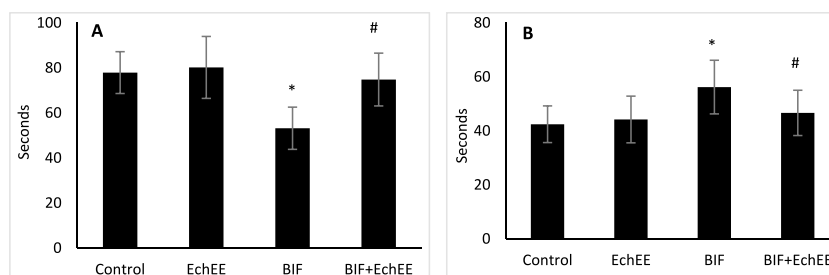 A
100
80
60
40
20
0
Seconds
*
#
Control EchEE BIF BIF+EchEE
B
80
60
40
20
0
Seconds
*
#
Control EchEE BIF BIF+EchEE